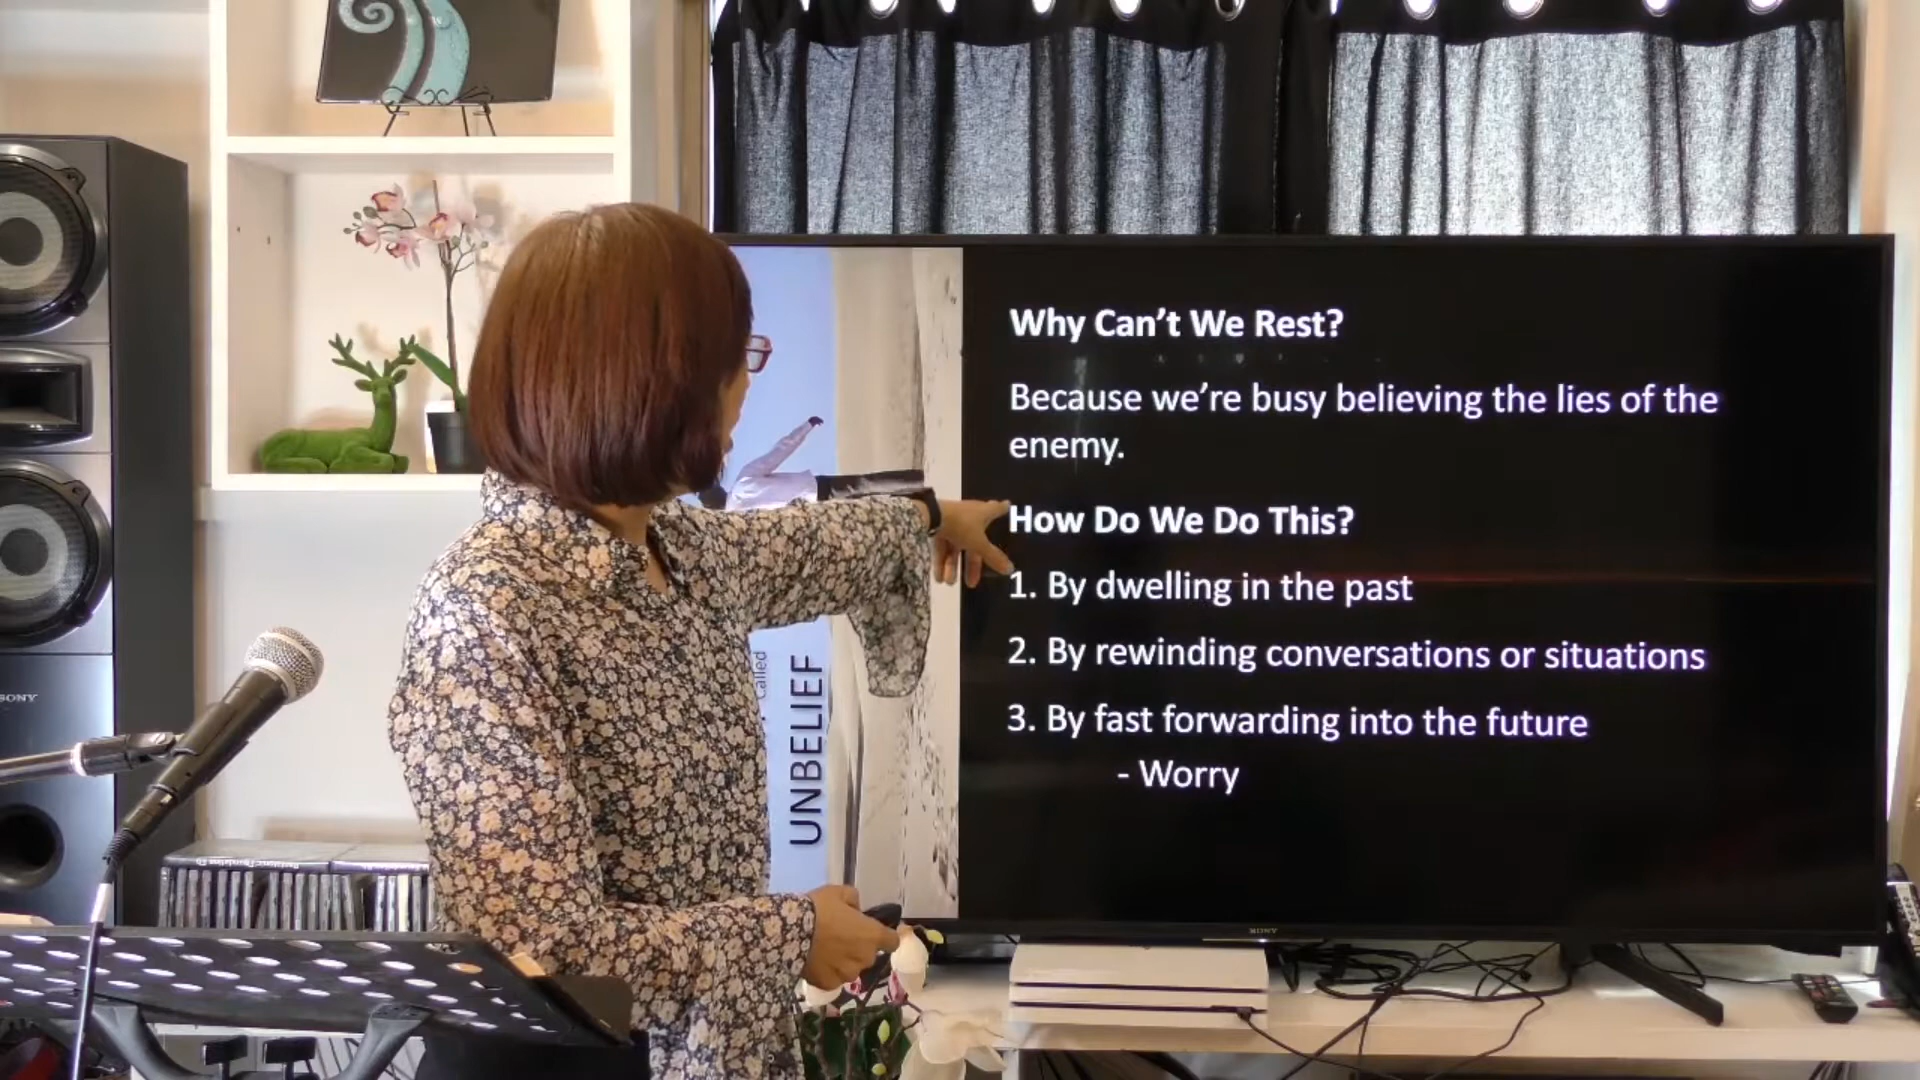 Why Can't We Rest?
Because we're busy believing the lies of the
enemy.
How Do We Do This?
1. By dwelling in the past
2. By rewinding conversations or situations
3. By fast forwarding into the future
- Worry
Called
UNBELIEF
SONY
SONY